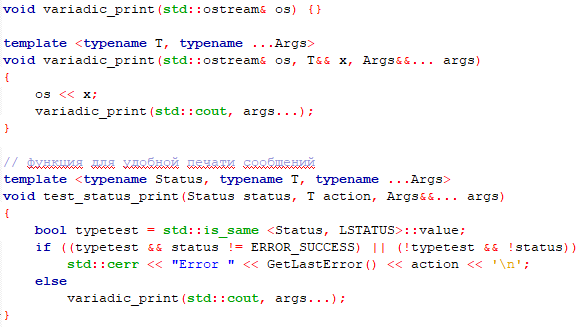 void variadic_print(std::ostream& os) {}
template <typename T, typename ...Args>
void variadic_print(std::ostream& os, T&& x, Args&&... args)
{
os << x;
variadic_print(std::cout, args...);
}
// функция для удобной печати сообщений
template <typename Status, typename T, typename ...Args>
void test_status_print(Status status, T action, Args&&... args)
{
bool typetest = std::is_same <Status, LSTATUS>::value;
if ((typetest && status != ERROR_SUCCESS) || (!typetest && !status))
std::cerr << "Error " << GetLastError() << action << '\n';
else
variadic_print(std::cout, args...);
}